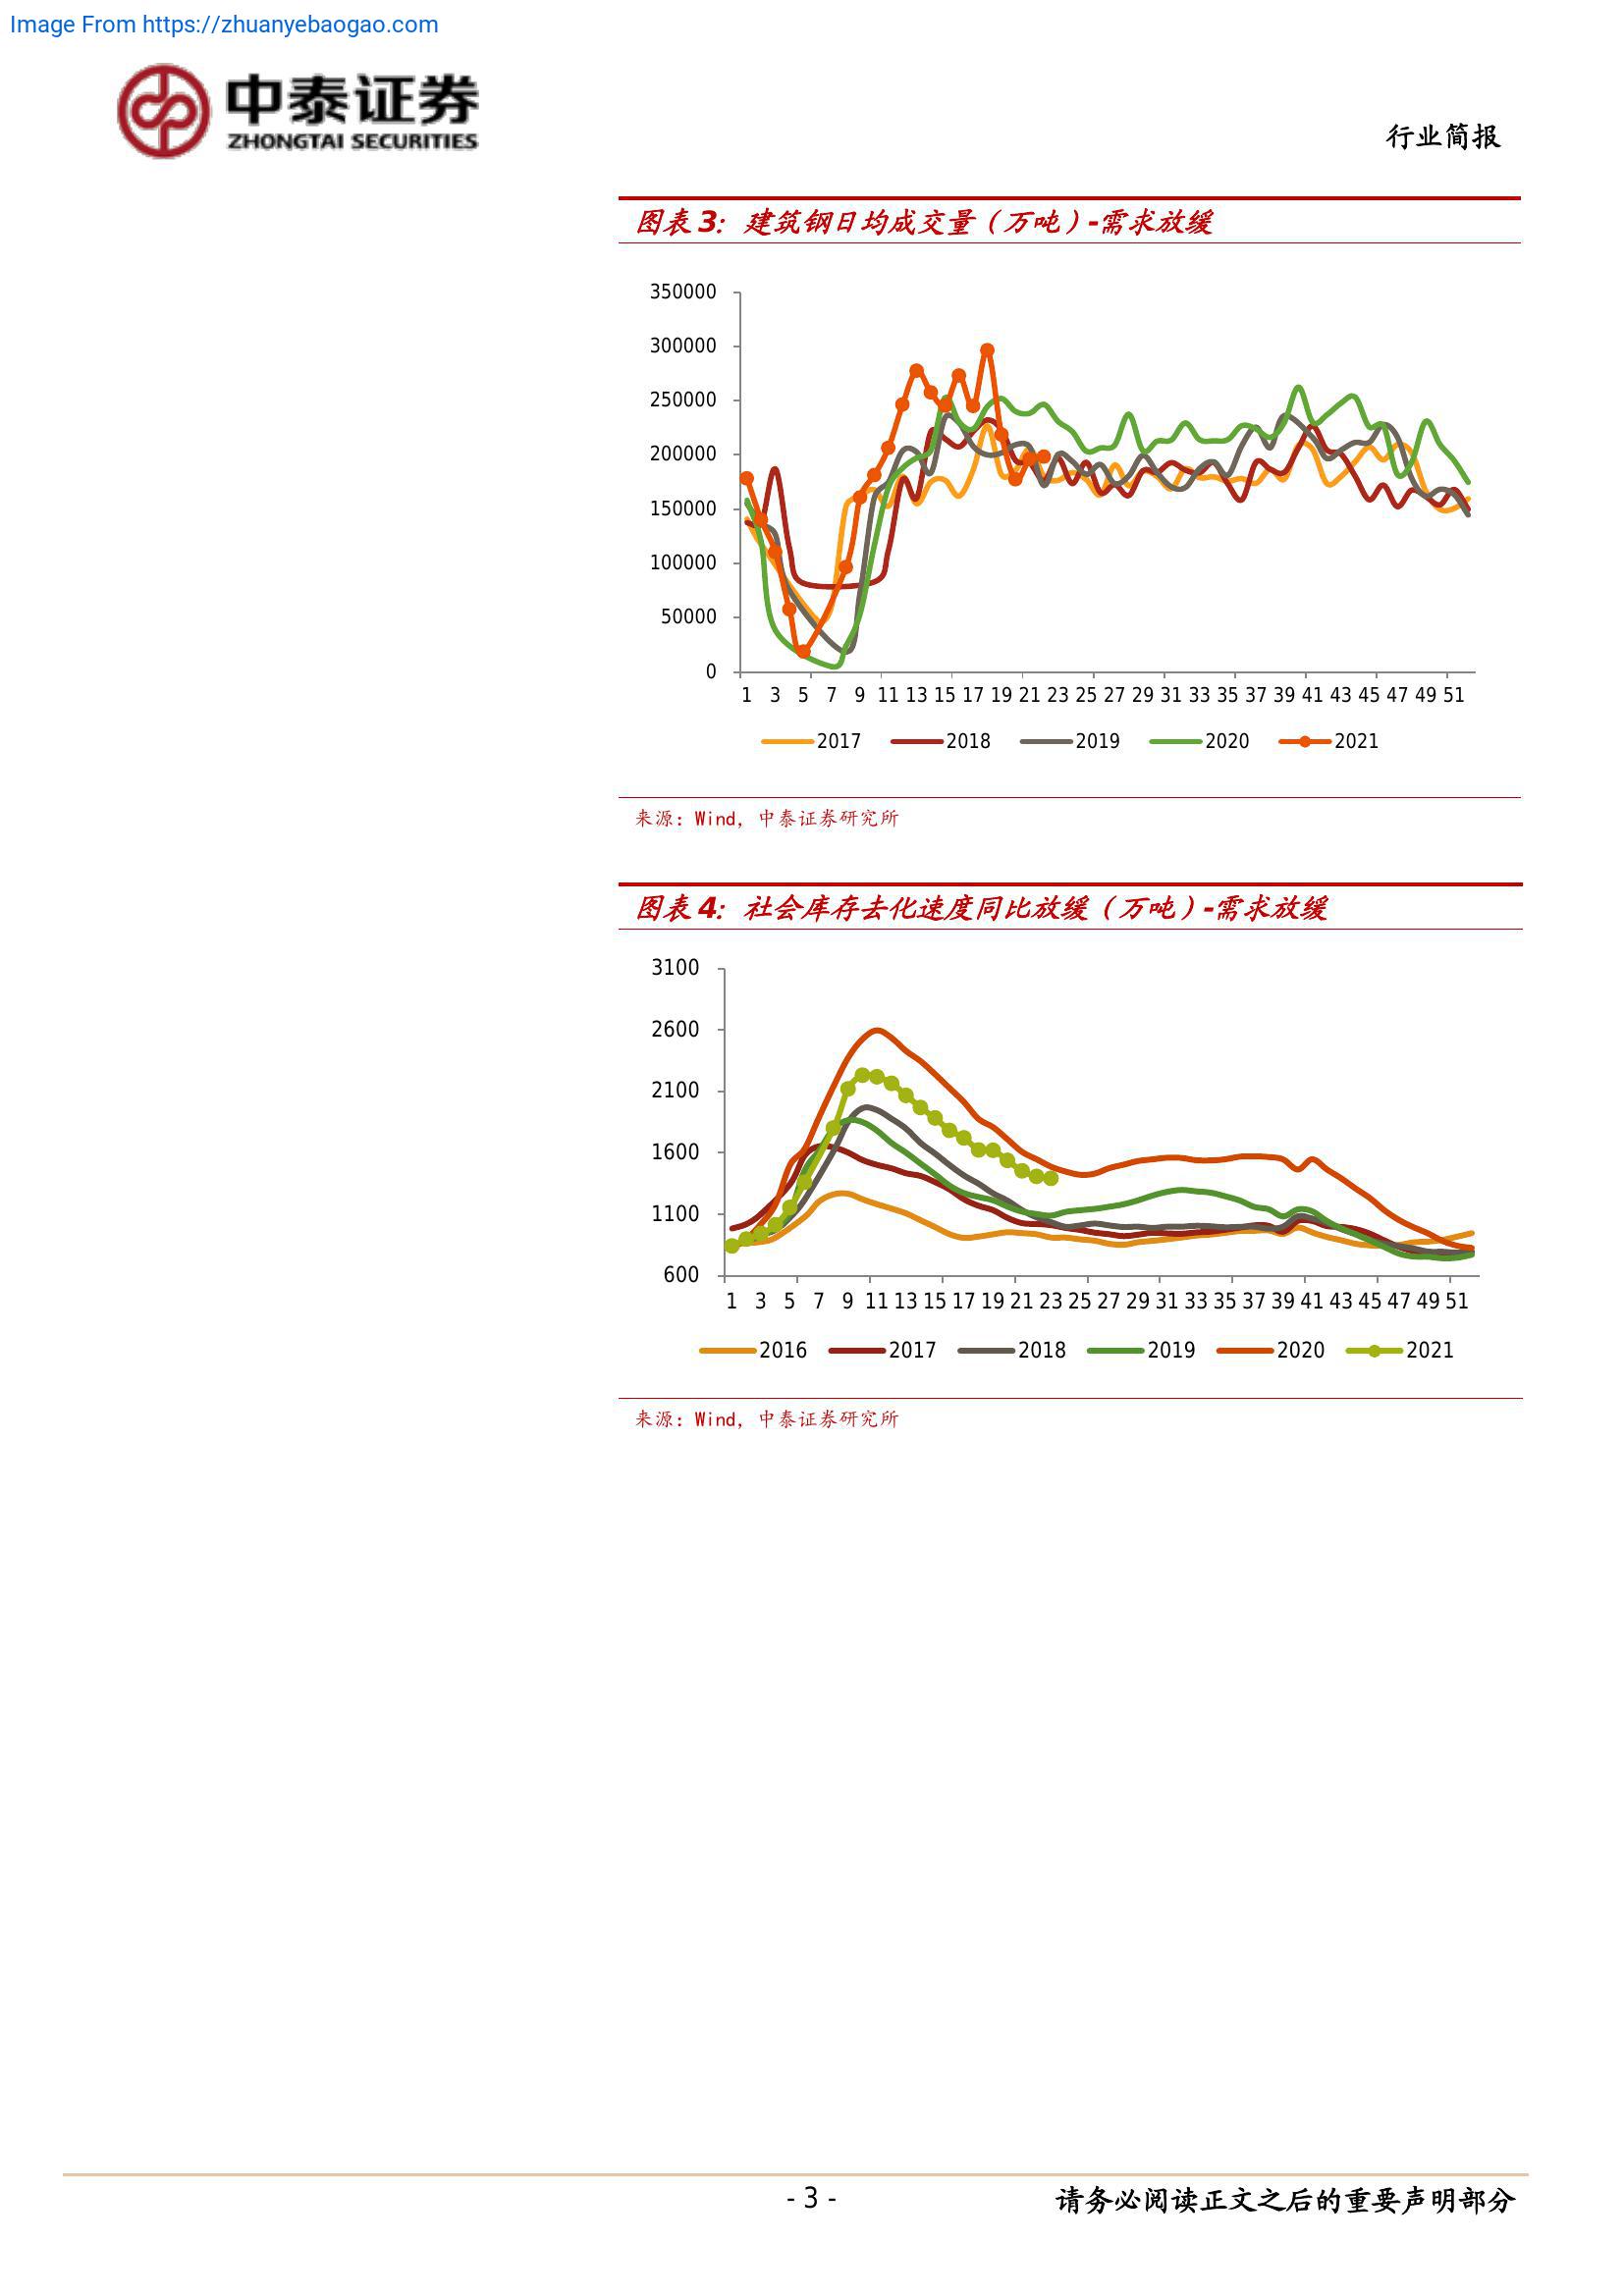 Image From https://zhuanyebaogao.com
中泰证券
ZHONGTAI SECURITIES
行业简报
图表3：建筑钢日均成交量（万吨）-需求放缓
350000
300000
250000
200000
150000
100000
50000
0
1 3 5 7 9 11 13 15 17 19 21 23 25 27 29 31 33 35 37 39 41 43 45 47 49 51
2017 2018 2019 2020 2021
来源：Wind，中泰证券研究所
图表4：社会库存去化速度同比放缓（万吨）-需求放缓
3100
2600
2100
1600
1100
600
1 3 5 7 9 11 13 15 17 19 21 23 25 27 29 31 33 35 37 39 41 43 45 47 49 51
2016 2017 2018 2019 2020 2021
来源：Wind，中泰证券研究所
- 3 -
请务必阅读正文之后的重要声明部分